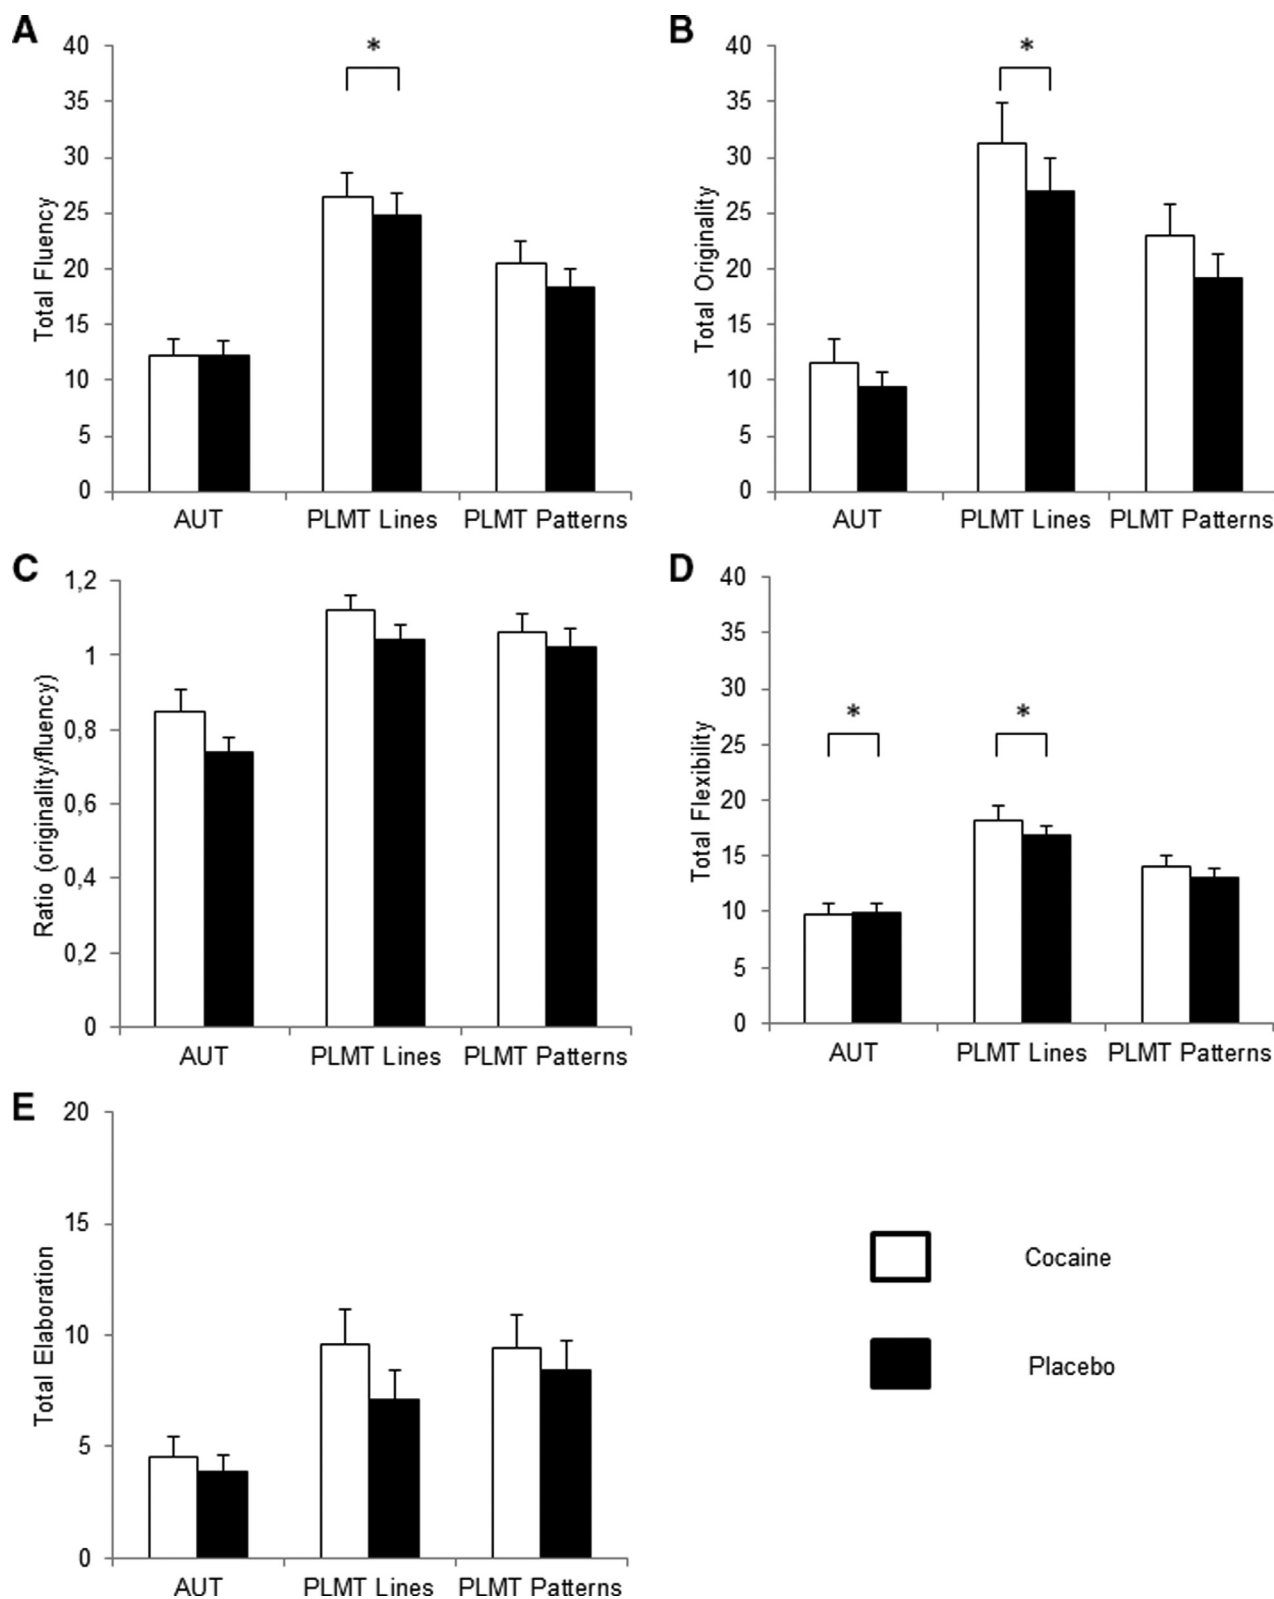 A
Total Fluency
40
35
30
25
20
15
10
5
0
*
AUT
PLMT Lines
PLMT Patterns
B
Total Originality
40
35
30
25
20
15
10
5
0
*
AUT
PLMT Lines
PLMT Patterns
C
Ratio (originality/fluency)
1,2
1
0,8
0,6
0,4
0,2
0
AUT
PLMT Lines
PLMT Patterns
D
Total Flexibility
40
35
30
25
20
15
10
5
0
*
*
AUT
PLMT Lines
PLMT Patterns
E
Total Elaboration
20
15
10
5
0
AUT
PLMT Lines
PLMT Patterns
Cocaine
Placebo